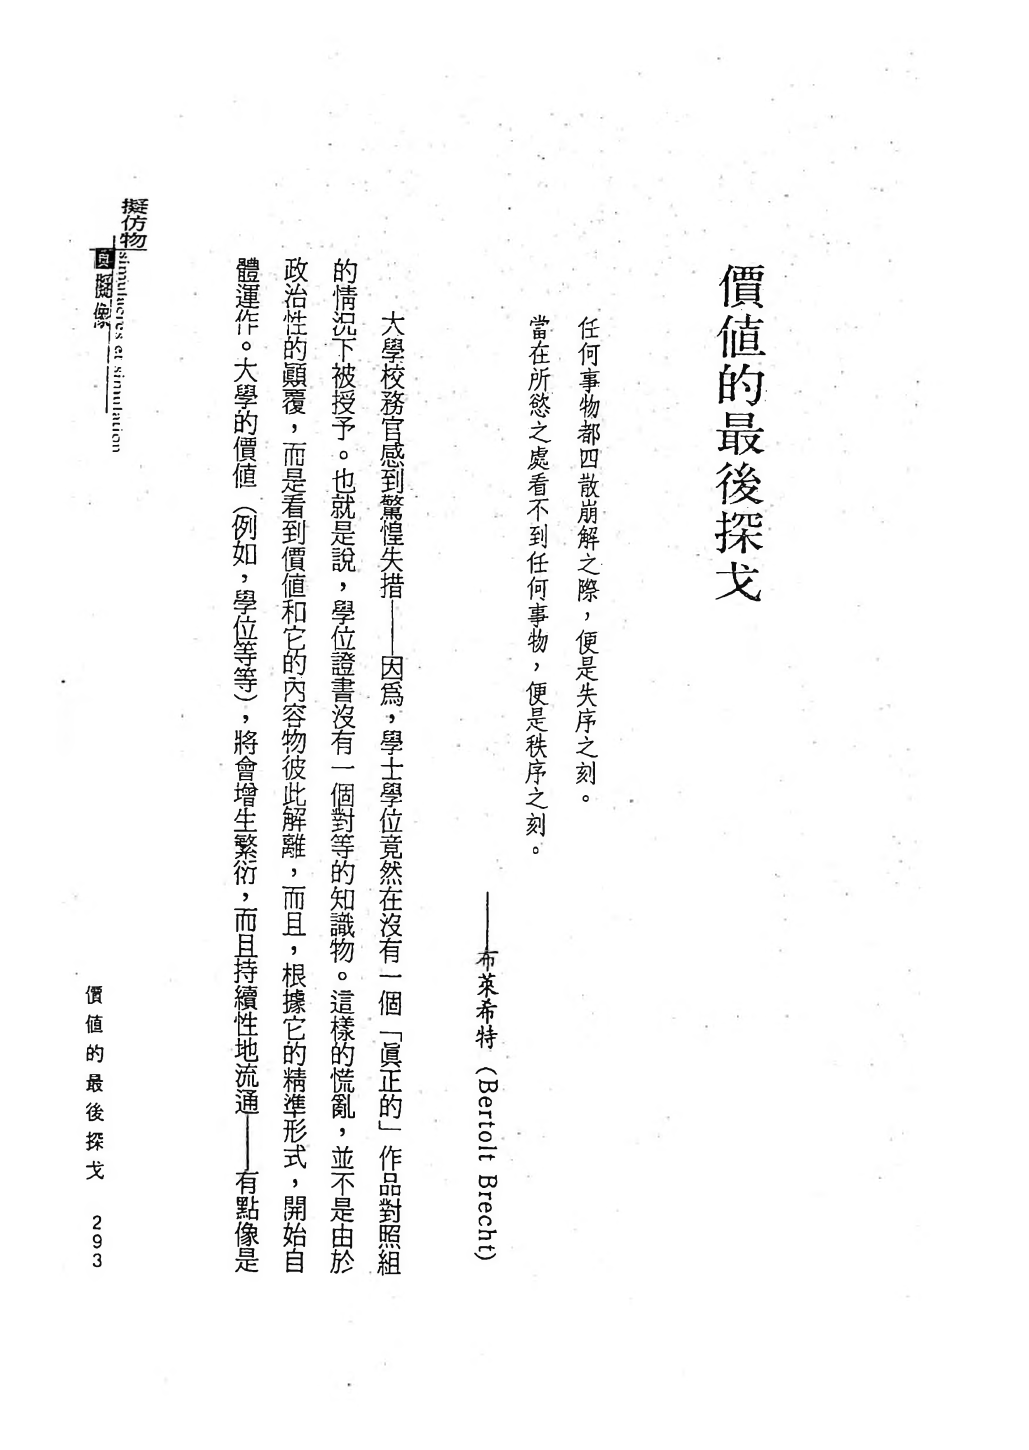 價値的最後探戈
任何事物都四散崩解之際，便是失序之刻。
當在所慾之處看不到任何事物，便是秩序之刻。
——布萊希特（Bertolt Brecht）
大學校務官感到驚惶失措——因爲，學士學位竟然在沒有一個「眞正的」作品對照組
的情況下被授予。也就是說，學位證書沒有一個對等的知識物。這樣的慌亂，並不是由於
政治性的顚覆，而是看到價値和它的內容物彼此解離，而且，根據它的精準形式，開始自
體運作。大學的價値（例如，學位等等），將會增生繁衍，而且持續性地流通——有點像是
擬仿物
simulacres et simulation
與擬像
價値的最後探戈 293